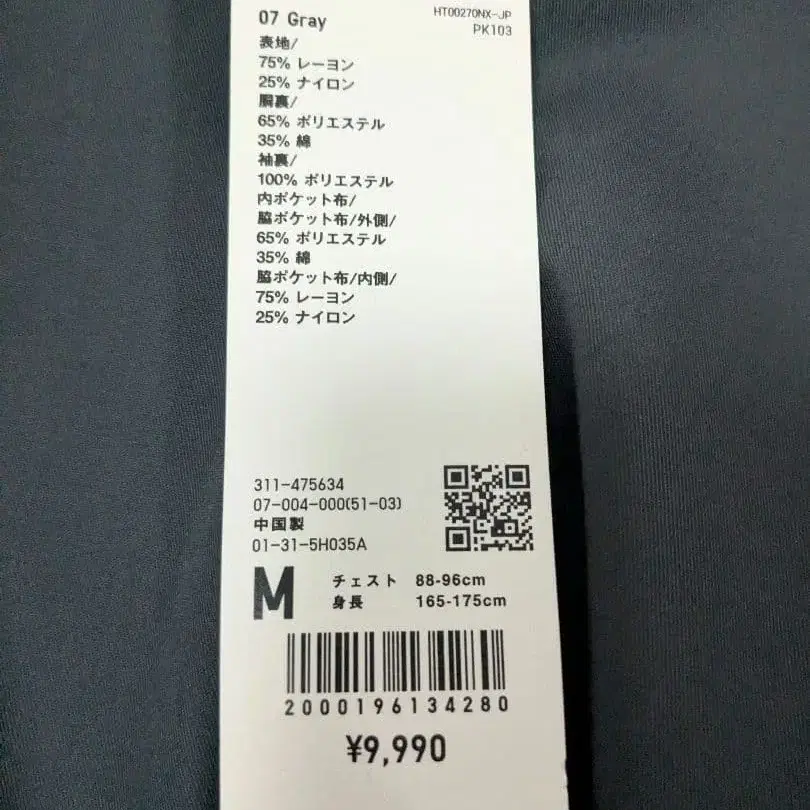 07 Gray
HT00270NX-JP
PK103
表地/
75% レーヨン
25% ナイロン
胴裏/
65% ポリエステル
35% 綿
袖裏/
100% ポリエステル
内ポケット布/
脇ポケット布/外側/
65% ポリエステル
35% 綿
脇ポケット布/内側/
75% レーヨン
25% ナイロン
311-475634
07-004-000(51-03)
中国製
01-31-5H035A
M
チェスト 88-96cm
身長 165-175cm
2000196134280
¥9,990